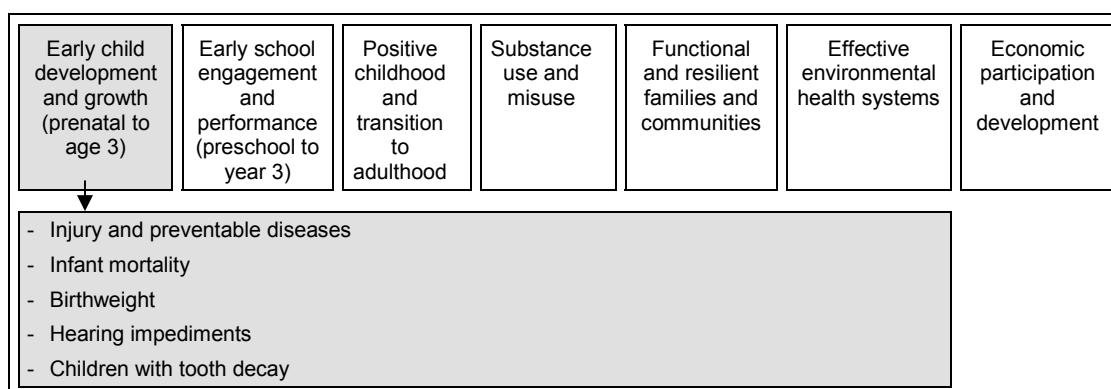 Early child
development
and growth
(prenatal to
age 3)
Early school
engagement
and
performance
(preschool to
year 3)
Positive
childhood
and
transition
to
adulthood
Substance
use and
misuse
Functional
and resilient
families and
communities
Effective
environmental
health systems
Economic
participation
and
development
- Injury and preventable diseases
- Infant mortality
- Birthweight
- Hearing impediments
- Children with tooth decay